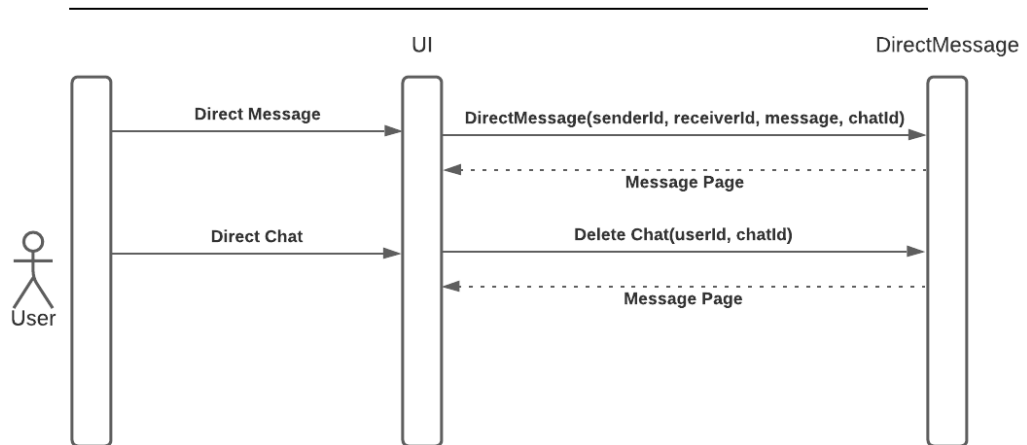 UI
DirectMessage
Direct Message
DirectMessage(senderId, receiverId, message, chatId)
Message Page
Direct Chat
Delete Chat(userId, chatId)
Message Page
User